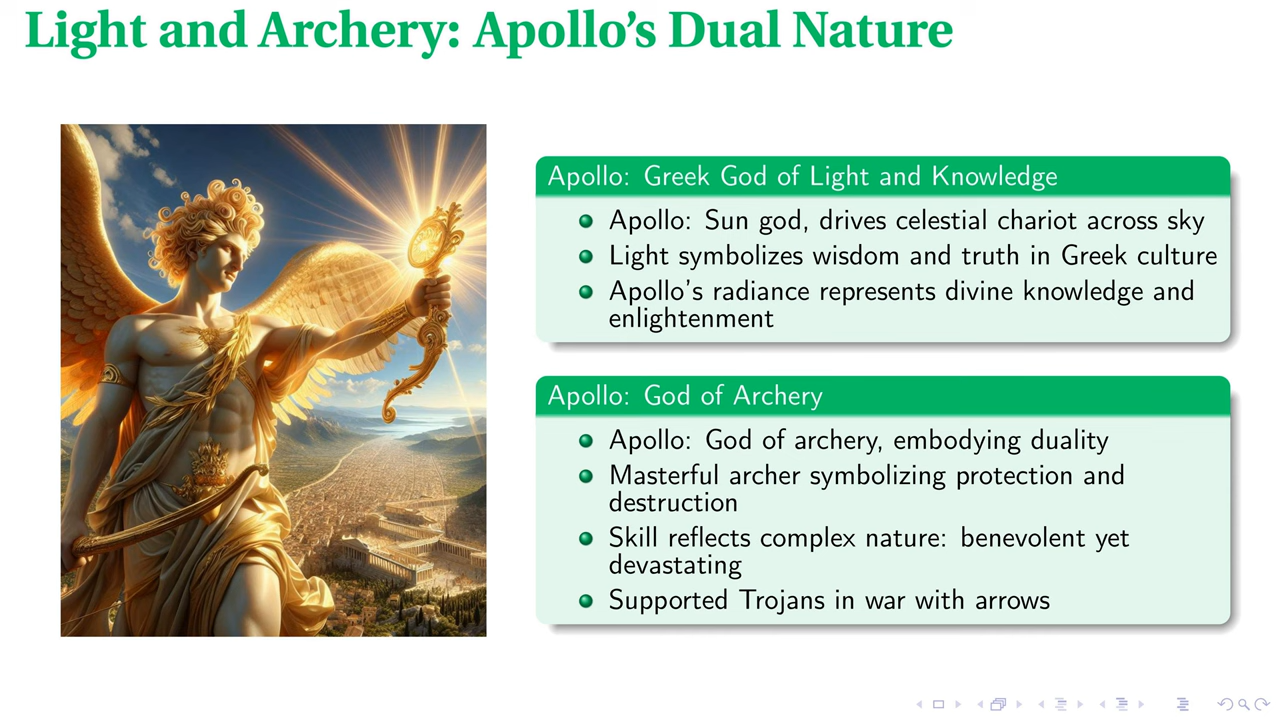 Light and Archery: Apollo’s Dual Nature
Apollo: Greek God of Light and Knowledge
Apollo: Sun god, drives celestial chariot across sky
Light symbolizes wisdom and truth in Greek culture
Apollo’s radiance represents divine knowledge and
enlightenment
Apollo: God of Archery
Apollo: God of archery, embodying duality
Masterful archer symbolizing protection and
destruction
Skill reflects complex nature: benevolent yet
devastating
Supported Trojans in war with arrows